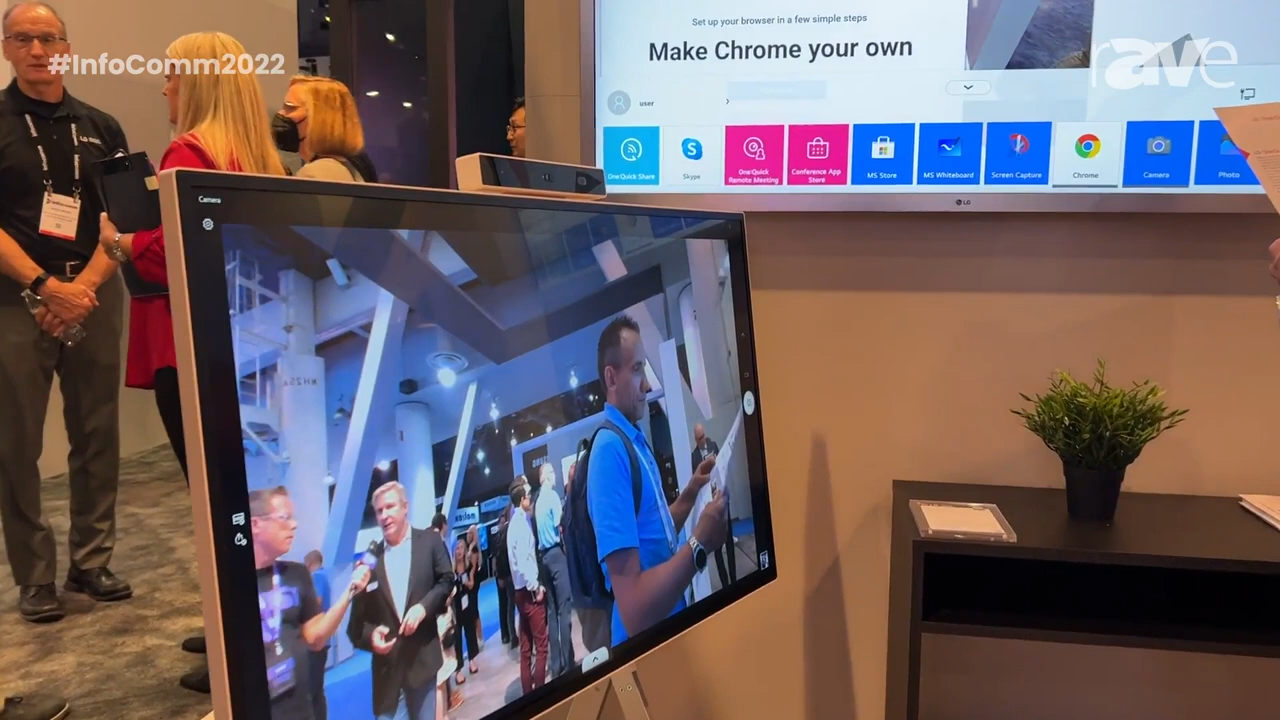 #InfoComm2022
rave
Set up your browser in a few simple steps
Make Chrome your own
user
One:Quick Share
Skype
One:Quick Remote Meeting
Conference App Store
MS Store
MS Whiteboard
Screen Capture
Chrome
Camera
Photo
LG
LG
Camera